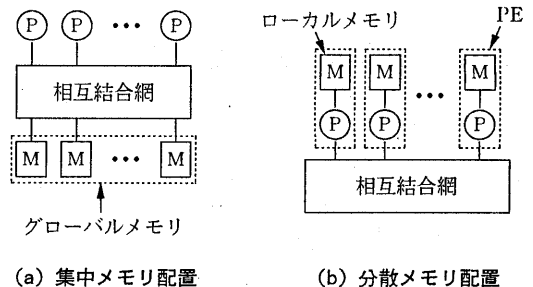 P P ・・・ P
相互結合網
M M ・・・ M
グローバルメモリ
(a) 集中メモリ配置
ローカルメモリ PE
M M ・・・ M
P P P
相互結合網
(b) 分散メモリ配置